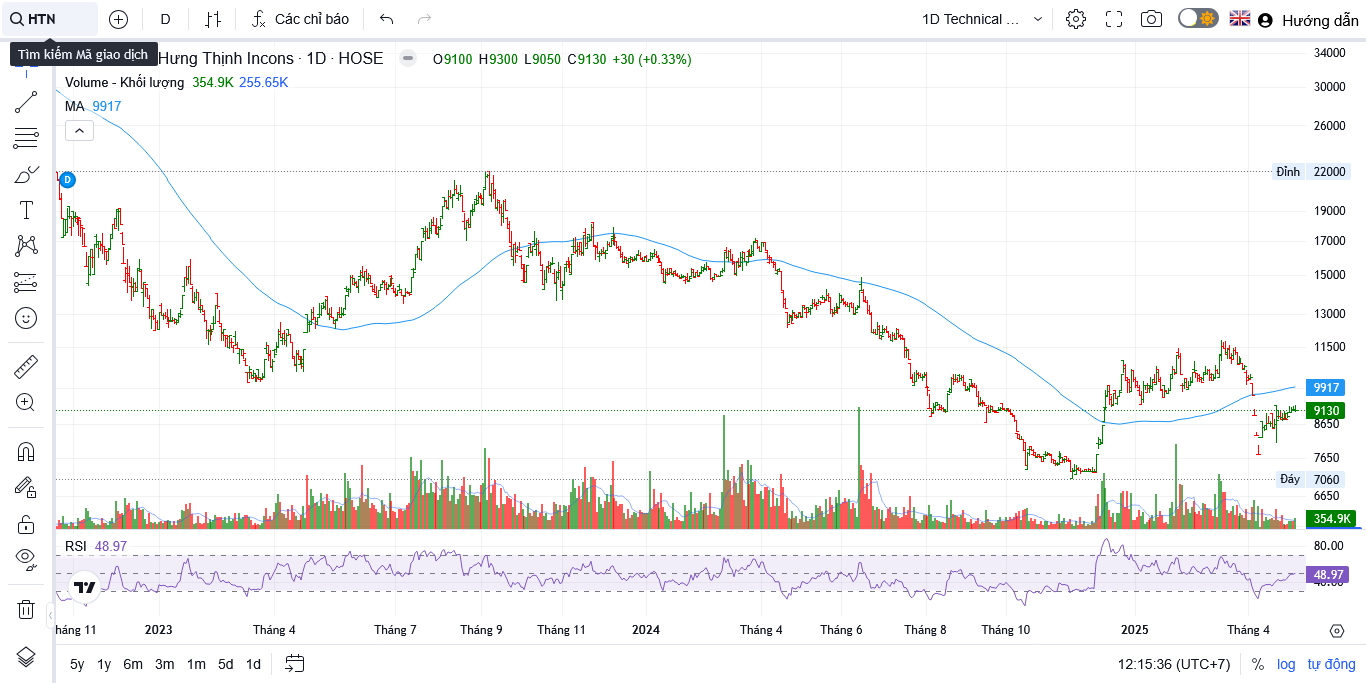 HTN
D
Các chỉ báo
1D Technical ...
Hướng dẫn
Tìm kiếm Mã giao dịch
Hưng Thịnh Incons · 1D · HOSE
O9100 H9300 L9050 C9130 +30 (+0.33%)
Volume - Khối lượng 354.9K 255.65K
MA 9917
D
34000
30000
26000
Đỉnh 22000
19000
17000
15000
13000
11500
9917
9130
8650
7650
Đáy 7060
6650
354.9K
RSI 48.97
80.00
48.97
40.00
háng 11
2023
Tháng 4
Tháng 7
Tháng 9
Tháng 11
2024
Tháng 4
Tháng 6
Tháng 8
Tháng 10
2025
Tháng 4
5y 1y 6m 3m 1m 5d 1d
12:15:36 (UTC+7)
% log tự động